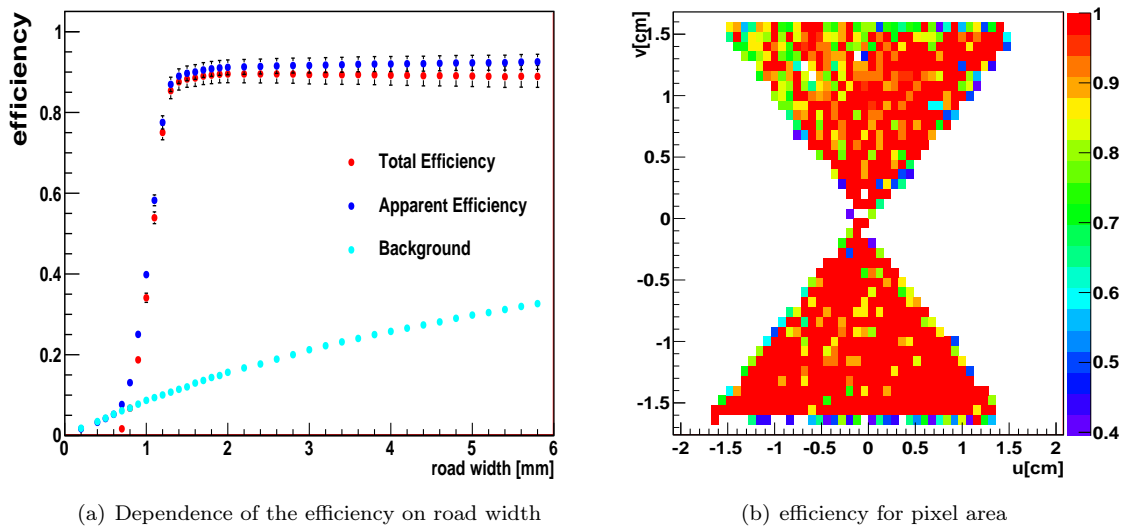 efficiency
1
0.8
0.6
0.4
0.2
0
Total Efficiency
Apparent Efficiency
Background
0 1 2 3 4 5 6
road width [mm]
(a) Dependence of the efficiency on road width
v[cm]
1.5
1
0.5
0
-0.5
-1
-1.5
-2 -1.5 -1 -0.5 0 0.5 1 1.5 2
u[cm]
1
0.9
0.8
0.7
0.6
0.5
0.4
(b) efficiency for pixel area